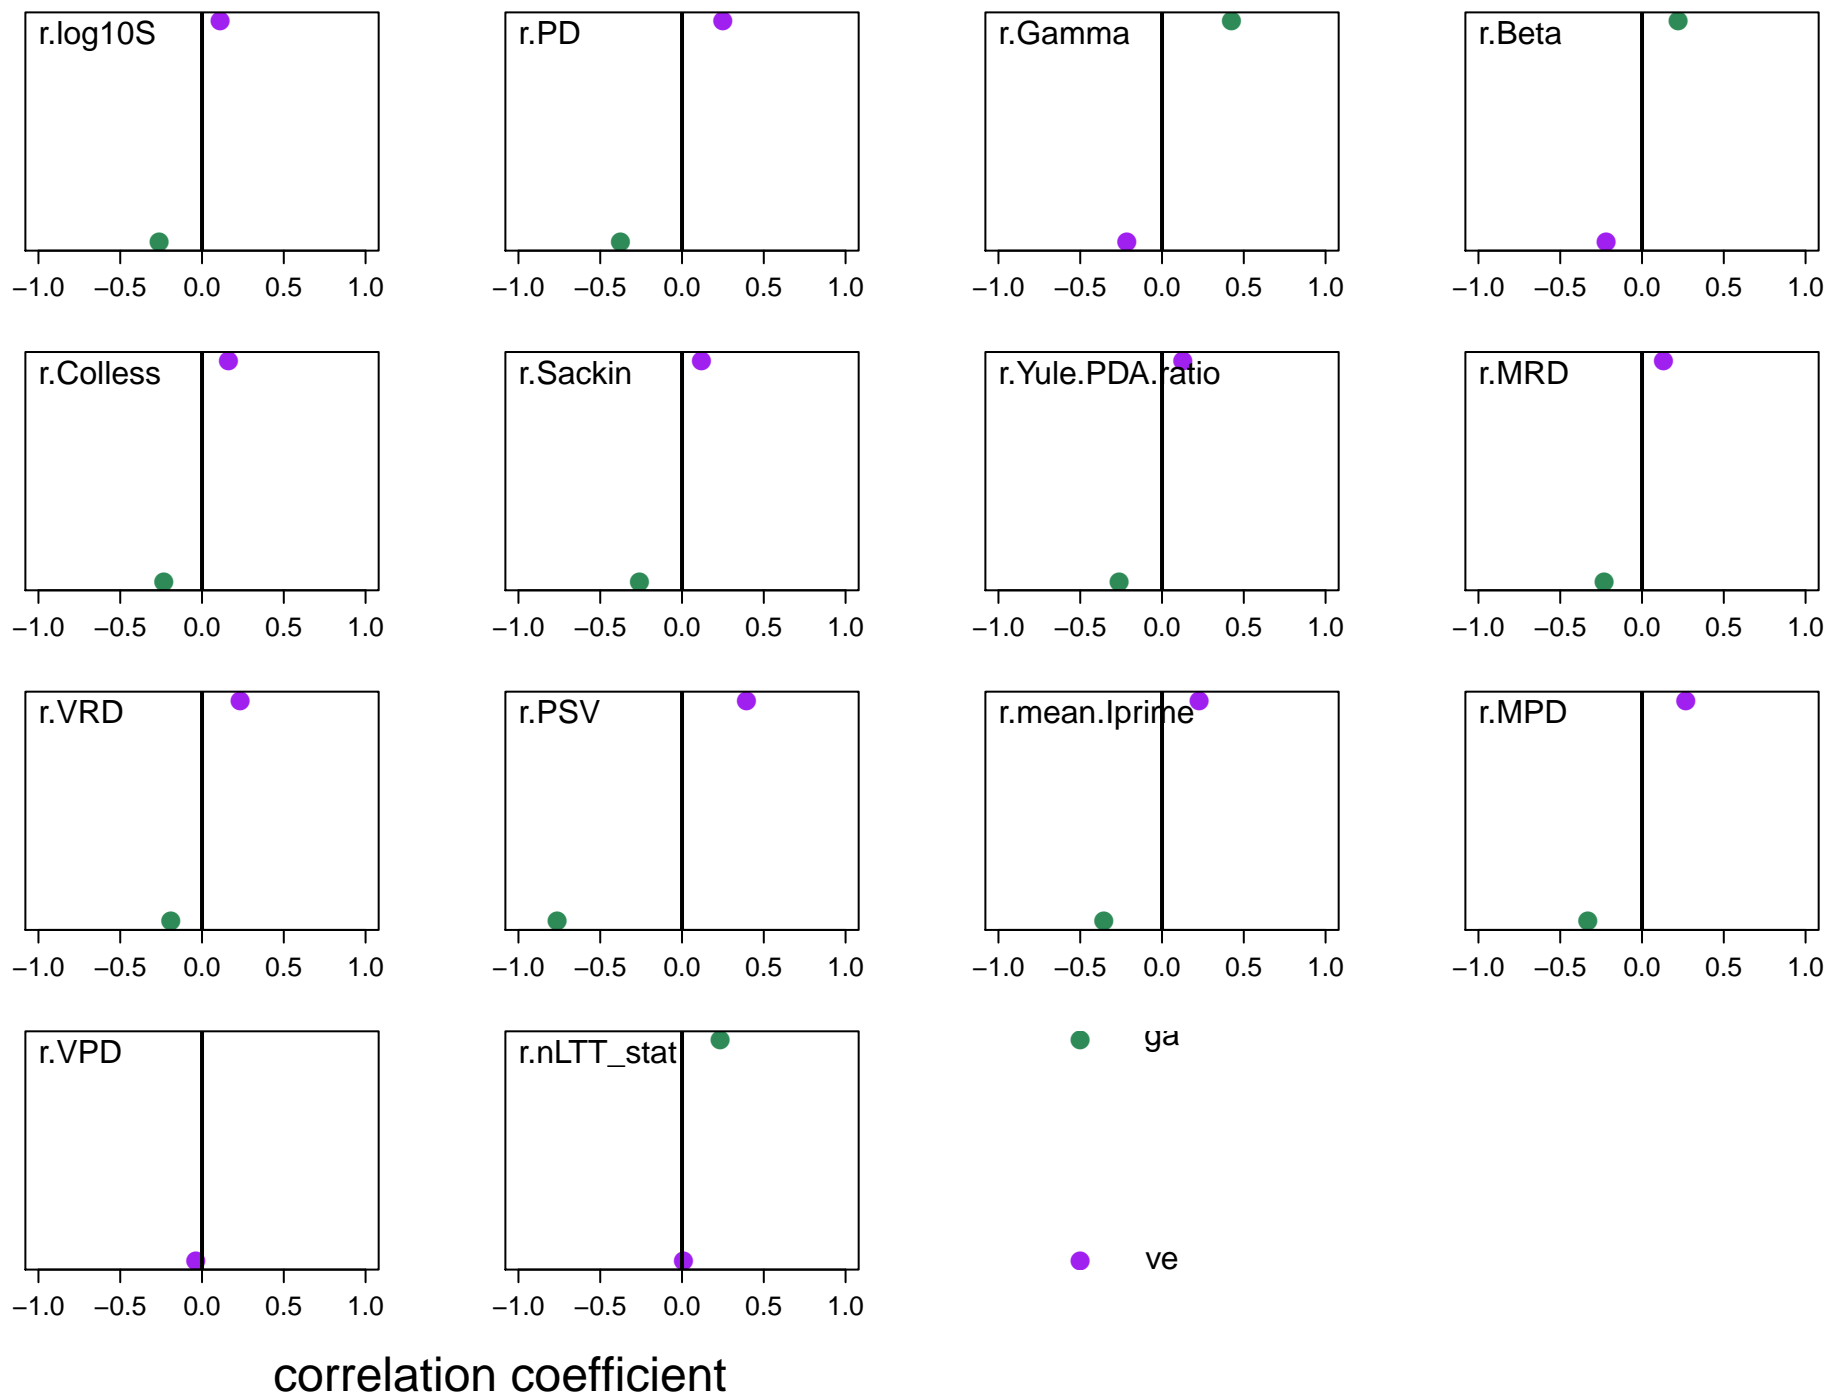 r.log10S
r.PD
r.Gamma
r.Beta
−1.0 −0.5 0.0 0.5 1.0
−1.0 −0.5 0.0 0.5 1.0
−1.0 −0.5 0.0 0.5 1.0
−1.0 −0.5 0.0 0.5 1.0
r.Colless
r.Sackin
r.Yule.PDA.ratio
r.MRD
−1.0 −0.5 0.0 0.5 1.0
−1.0 −0.5 0.0 0.5 1.0
−1.0 −0.5 0.0 0.5 1.0
−1.0 −0.5 0.0 0.5 1.0
r.VRD
r.PSV
r.mean.Iprime
r.MPD
−1.0 −0.5 0.0 0.5 1.0
−1.0 −0.5 0.0 0.5 1.0
−1.0 −0.5 0.0 0.5 1.0
−1.0 −0.5 0.0 0.5 1.0
r.VPD
r.nLTT_stat
ga
ve
−1.0 −0.5 0.0 0.5 1.0
−1.0 −0.5 0.0 0.5 1.0
correlation coefficient